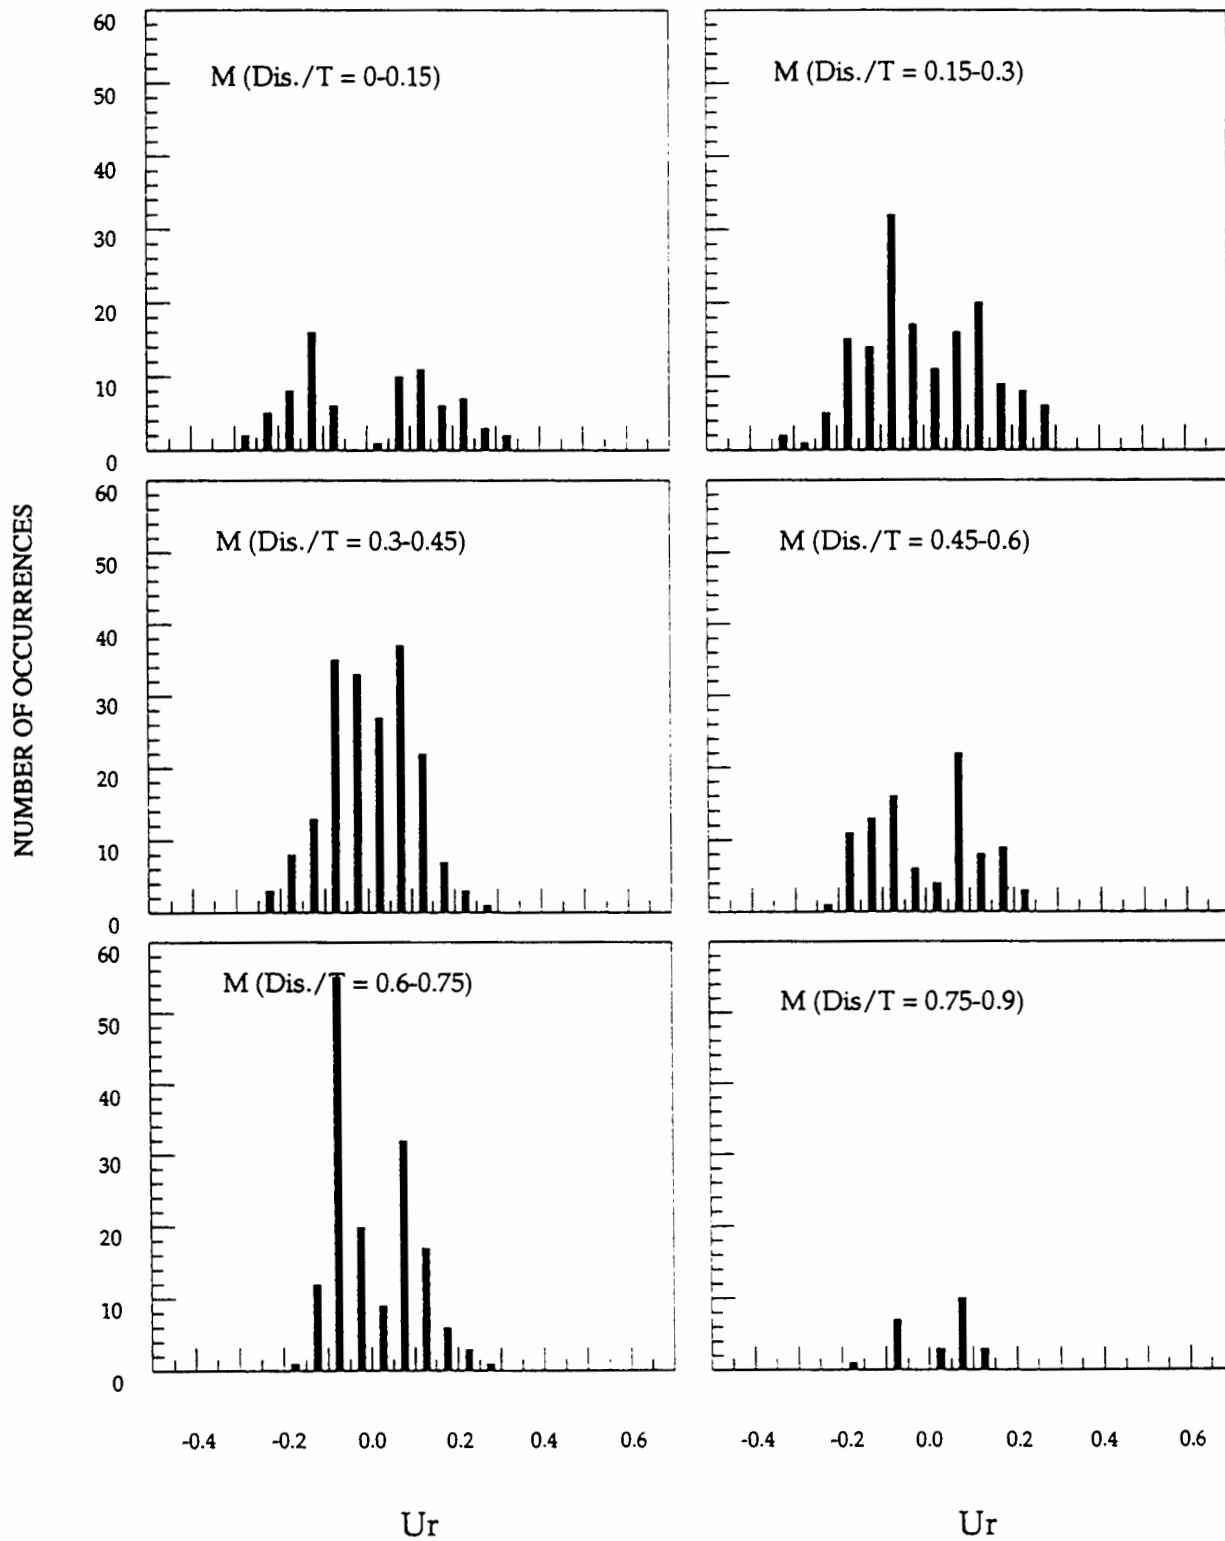 60
50
40
30
20
10
0
M (Dis./T = 0-0.15)
M (Dis./T = 0.15-0.3)
60
50
40
30
20
10
0
M (Dis./T = 0.3-0.45)
M (Dis./T = 0.45-0.6)
NUMBER OF OCCURRENCES
60
50
40
30
20
10
0
M (Dis./T = 0.6-0.75)
M (Dis/T = 0.75-0.9)
-0.4 -0.2 0.0 0.2 0.4 0.6
-0.4 -0.2 0.0 0.2 0.4 0.6
Ur
Ur